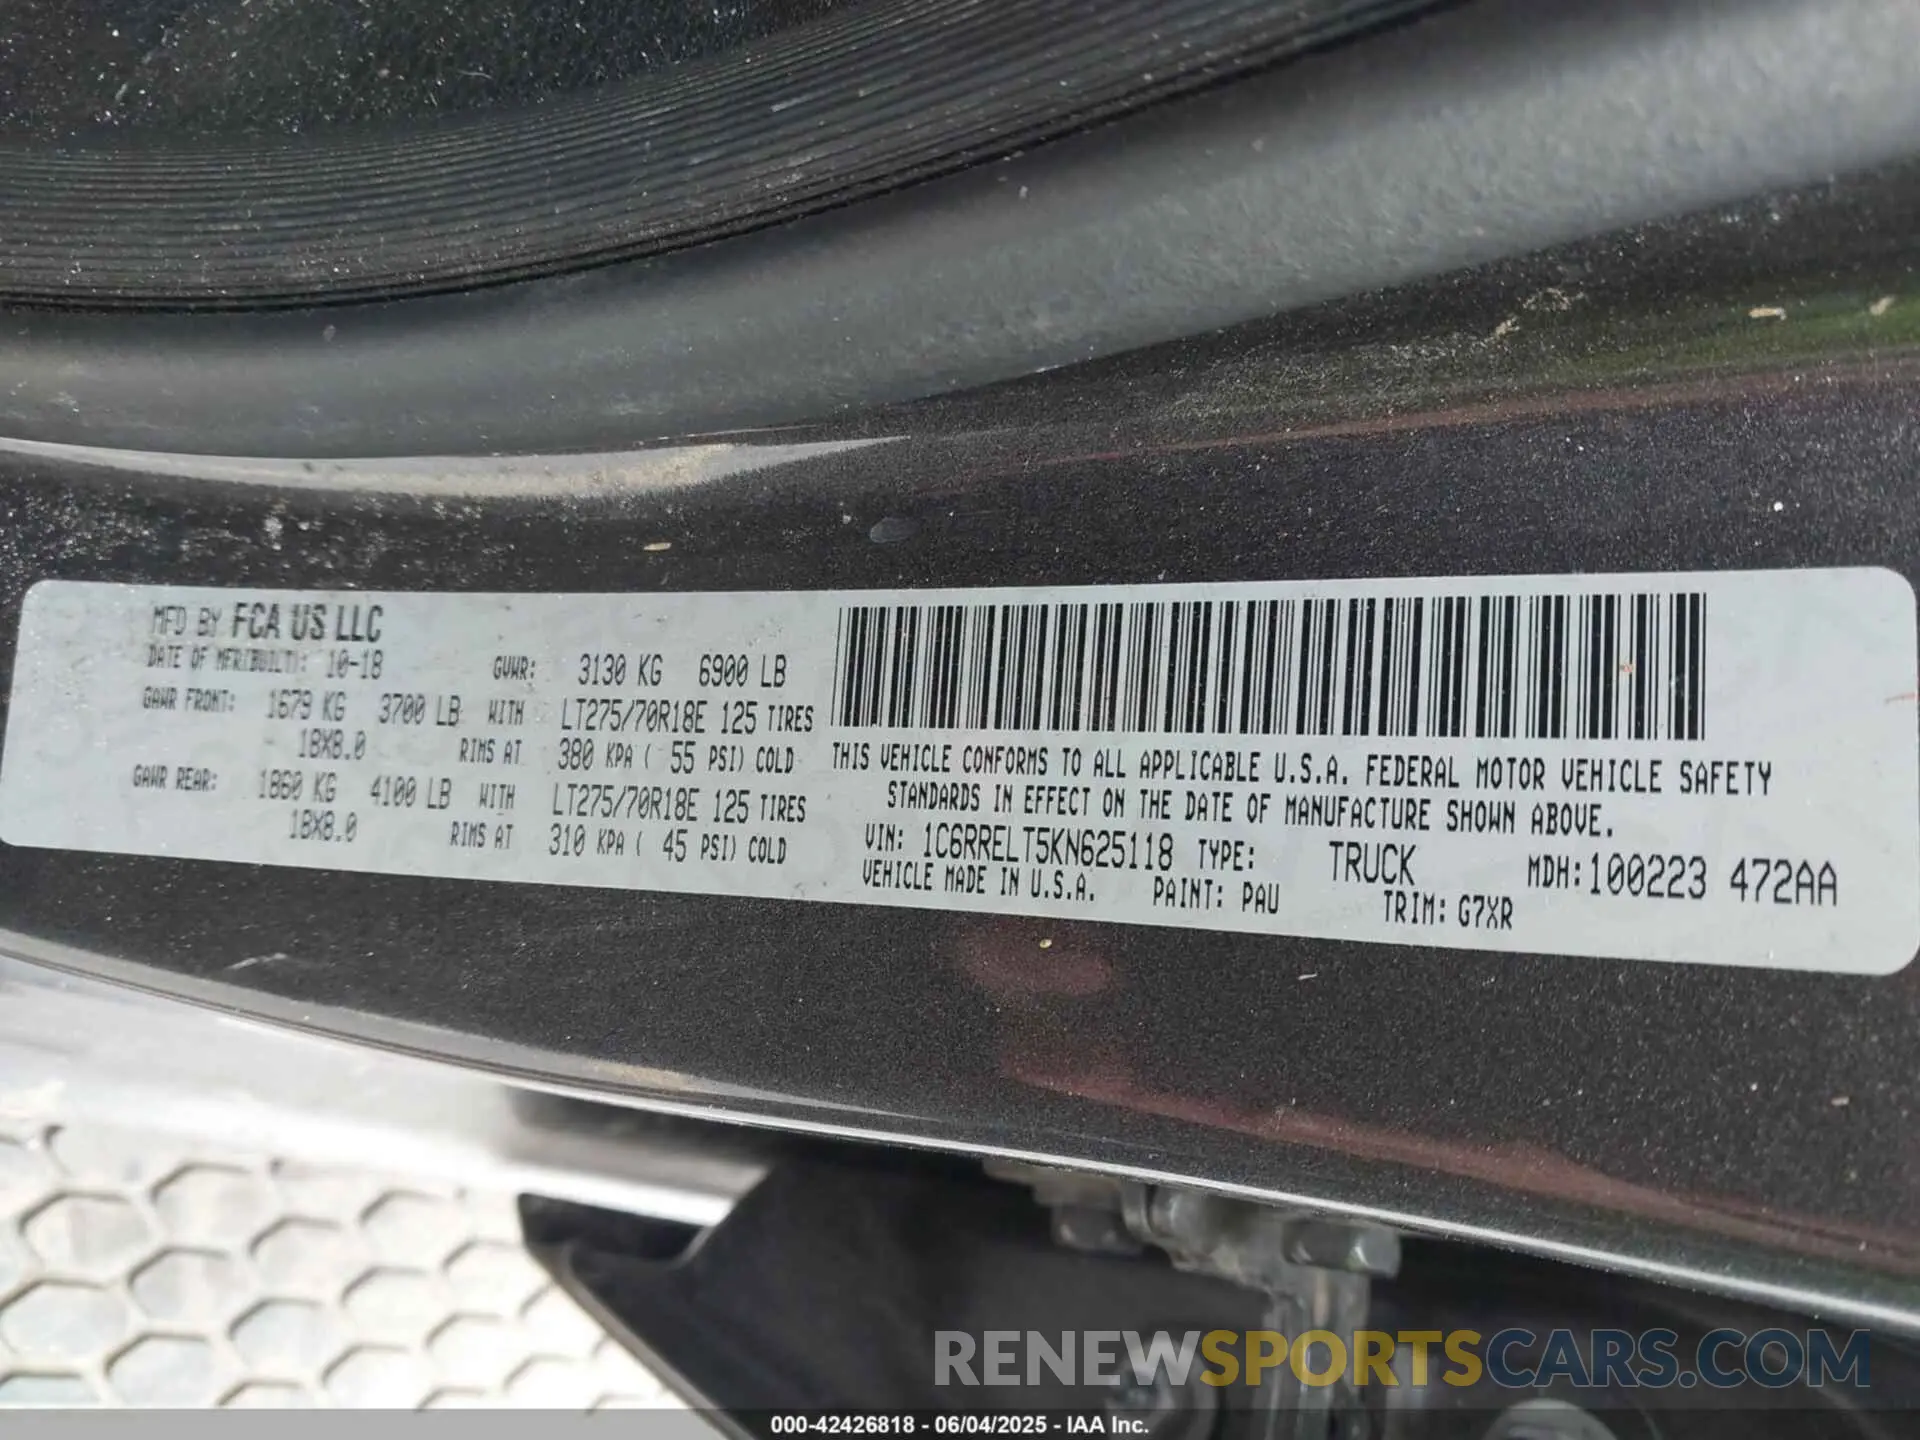 MFD BY FCA US LLC
DATE OF MFR(BUILT): 10-18 GVWR: 3130 KG 6900 LB
GAWR FRONT: 1679 KG 3700 LB WITH LT275/70R18E 125 TIRES
18X8.0 RIMS AT 380 KPA ( 55 PSI) COLD
GAWR REAR: 1860 KG 4100 LB WITH LT275/70R18E 125 TIRES
18X8.0 RIMS AT 310 KPA ( 45 PSI) COLD
THIS VEHICLE CONFORMS TO ALL APPLICABLE U.S.A. FEDERAL MOTOR VEHICLE SAFETY
STANDARDS IN EFFECT ON THE DATE OF MANUFACTURE SHOWN ABOVE.
VIN: 1C6RRELT5KN625118 TYPE: TRUCK MDH: 100223 472AA
VEHICLE MADE IN U.S.A. PAINT: PAU TRIM: G7XR
RENEWSPORTSCARS.COM
000-42426818 - 06/04/2025 - IAA Inc.